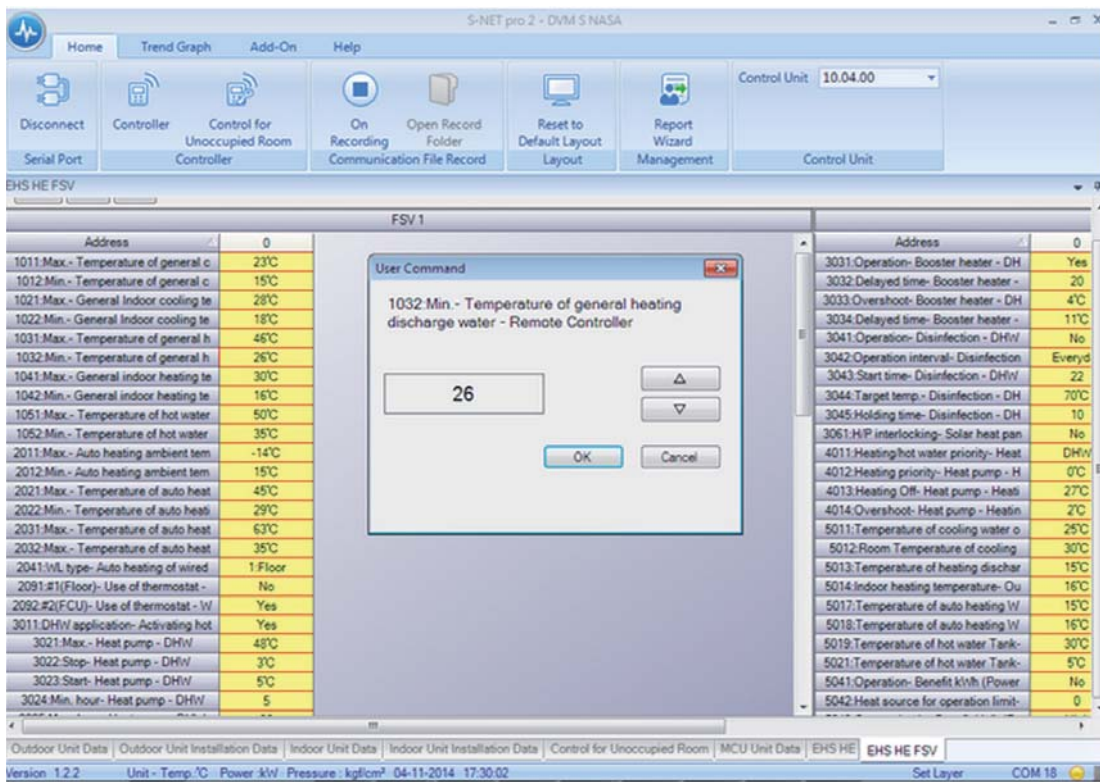 S-NET pro 2 - DVM S NASA
Home Trend Graph Add-On Help
Disconnect
Serial Port
Controller Control for Unoccupied Room
Controller
On Recording Open Record Folder
Communication File Record
Reset to Default Layout
Layout
Report Wizard
Management
Control Unit 10.04.00
Control Unit
EHS HE FSV
FSV 1
Address 0
1011:Max.- Temperature of general c 23°C
1012:Min.- Temperature of general c 15°C
1021:Max.- General Indoor cooling te 28°C
1022:Min.- General Indoor cooling te 18°C
1031:Max.- Temperature of general h 46°C
1032:Min.- Temperature of general h 26°C
1041:Max.- General indoor heating te 30°C
1042:Min.- General indoor heating te 16°C
1051:Max.- Temperature of hot water 50°C
1052:Min.- Temperature of hot water 35°C
2011:Max.- Auto heating ambient tem -14°C
2012:Min.- Auto heating ambient tem 15°C
2021:Max.- Temperature of auto heat 45°C
2022:Min.- Temperature of auto heati 29°C
2031:Max.- Temperature of auto heat 63°C
2032:Max.- Temperature of auto heat 35°C
2041:WL type- Auto heating of wired 1:Floor
2091:#1(Floor)- Use of thermostat - No
2092:#2(FCU)- Use of thermostat - W Yes
3011:DHW application- Activating hot Yes
3021:Max.- Heat pump - DHW 48°C
3022:Stop- Heat pump - DHW 3°C
3023:Start- Heat pump - DHW 5°C
3024:Min. hour- Heat pump - DHW 5
User Command
1032:Min.- Temperature of general heating
discharge water - Remote Controller
26
OK Cancel
Address 0
3031:Operation- Booster heater - DH Yes
3032:Delayed time- Booster heater - 20
3033:Overshoot- Booster heater - DH 4°C
3034:Delayed time- Booster heater - 11°C
3041:Operation- Disinfection - DHW No
3042:Operation interval- Disinfection Everyd
3043:Start time- Disinfection - DHW 22
3044:Target temp.- Disinfection - DH 70°C
3045:Holding time- Disinfection - DH 10
3061:H/P interlocking- Solar heat pan No
4011:Heating/hot water priority- Heat DHW
4012:Heating priority- Heat pump - H 0°C
4013:Heating Off- Heat pump - Heati 27°C
4014:Overshoot- Heat pump - Heatin 2°C
5011:Temperature of cooling water o 25°C
5012:Room Temperature of cooling 30°C
5013:Temperature of heating dischar 15°C
5014:Indoor heating temperature- Ou 16°C
5017:Temperature of auto heating W 15°C
5018:Temperature of auto heating W 16°C
5019:Temperature of hot water Tank- 30°C
5021:Temperature of hot water Tank- 5°C
5041:Operation- Benefit kWh (Power No
5042:Heat source for operation limit- 0
Outdoor Unit Data Outdoor Unit Installation Data Indoor Unit Data Indoor Unit Installation Data Control for Unoccupied Room MCU Unit Data EHS HE EHS HE FSV
Version 1.2.2 Unit - Temp.°C Power :kW Pressure : kgf/cm² 04-11-2014 17:30:02 Set Layer COM 18